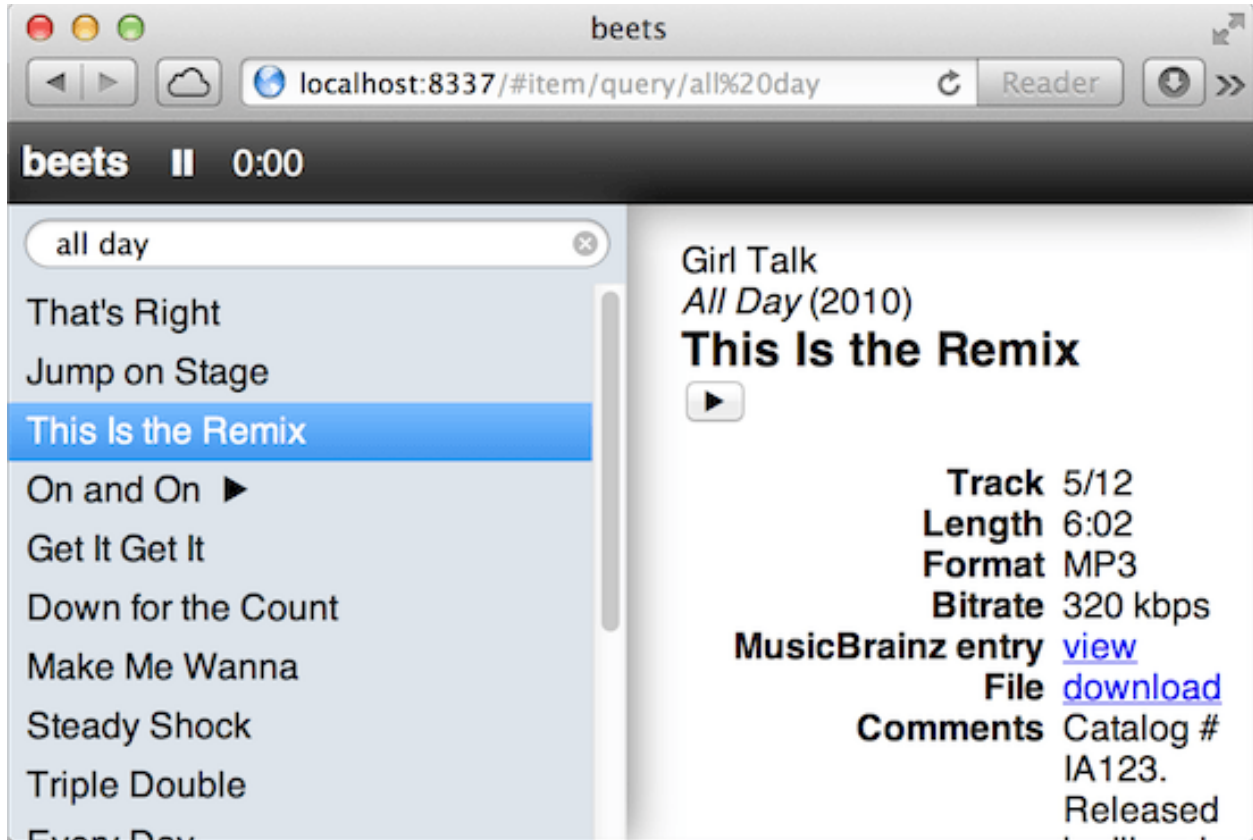 beets
localhost:8337/#item/query/all%20day
Reader
beets 0:00
all day
That's Right
Jump on Stage
This Is the Remix
On and On
Get It Get It
Down for the Count
Make Me Wanna
Steady Shock
Triple Double
Every Day
Girl Talk
All Day (2010)
This Is the Remix
Track 5/12
Length 6:02
Format MP3
Bitrate 320 kbps
MusicBrainz entry view
File download
Comments Catalog #
IA123.
Released